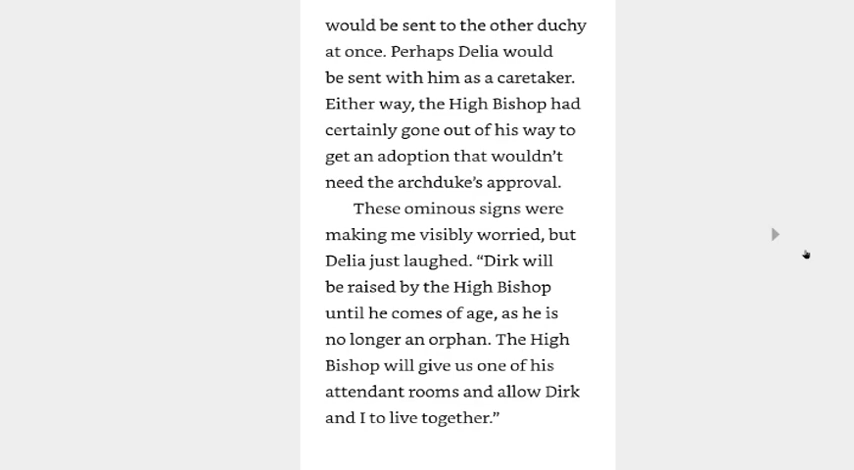 would be sent to the other duchy
at once. Perhaps Delia would
be sent with him as a caretaker.
Either way, the High Bishop had
certainly gone out of his way to
get an adoption that wouldn’t
need the archduke’s approval.
These ominous signs were
making me visibly worried, but
Delia just laughed. “Dirk will
be raised by the High Bishop
until he comes of age, as he is
no longer an orphan. The High
Bishop will give us one of his
attendant rooms and allow Dirk
and I to live together.”